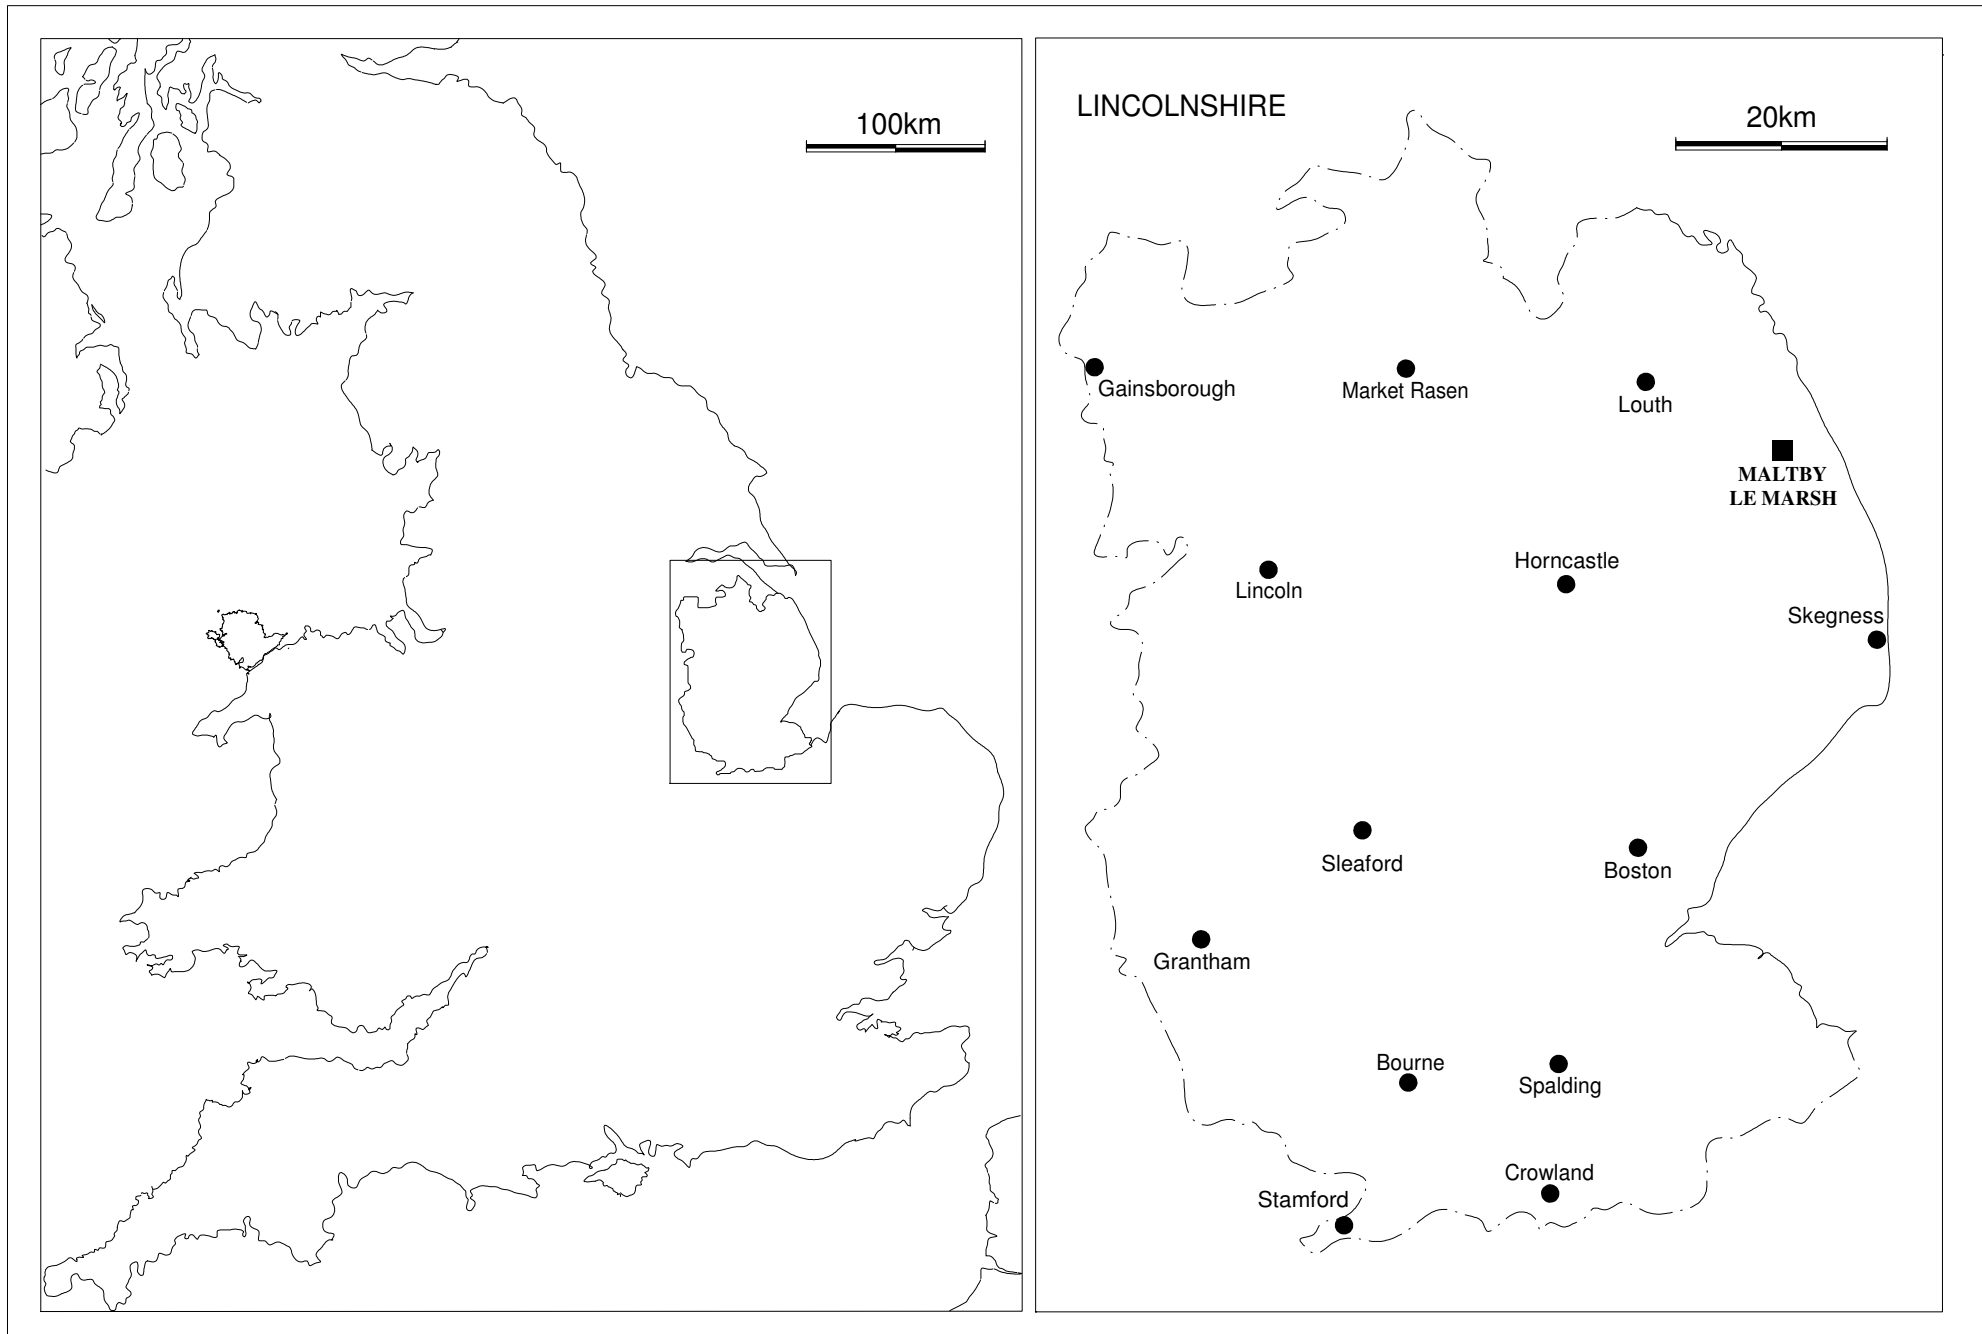 100km
LINCOLNSHIRE
20km
Gainsborough
Market Rasen
Louth
MALTBY
LE MARSH
Horncastle
Lincoln
Skegness
Sleaford
Boston
Grantham
Bourne
Spalding
Crowland
Stamford